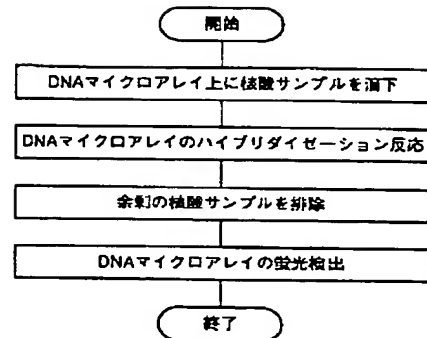 開始
DNAマイクロアレイ上に核酸サンプルを滴下
DNAマイクロアレイのハイブリダイゼーション反応
余剰の核酸サンプルを排除
DNAマイクロアレイの蛍光検出
終了